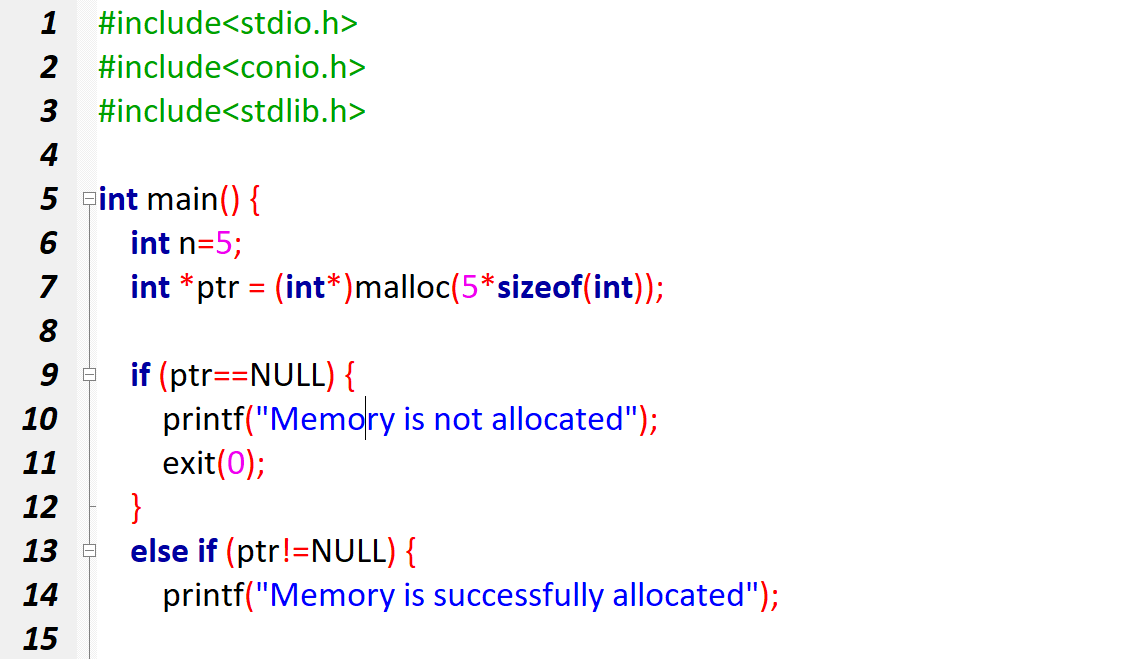 1 #include<stdio.h>
2 #include<conio.h>
3 #include<stdlib.h>
4
5 int main() {
6 int n=5;
7 int *ptr = (int*)malloc(5*sizeof(int));
8
9 if (ptr==NULL) {
10 printf("Memory is not allocated");
11 exit(0);
12 }
13 else if (ptr!=NULL) {
14 printf("Memory is successfully allocated");
15